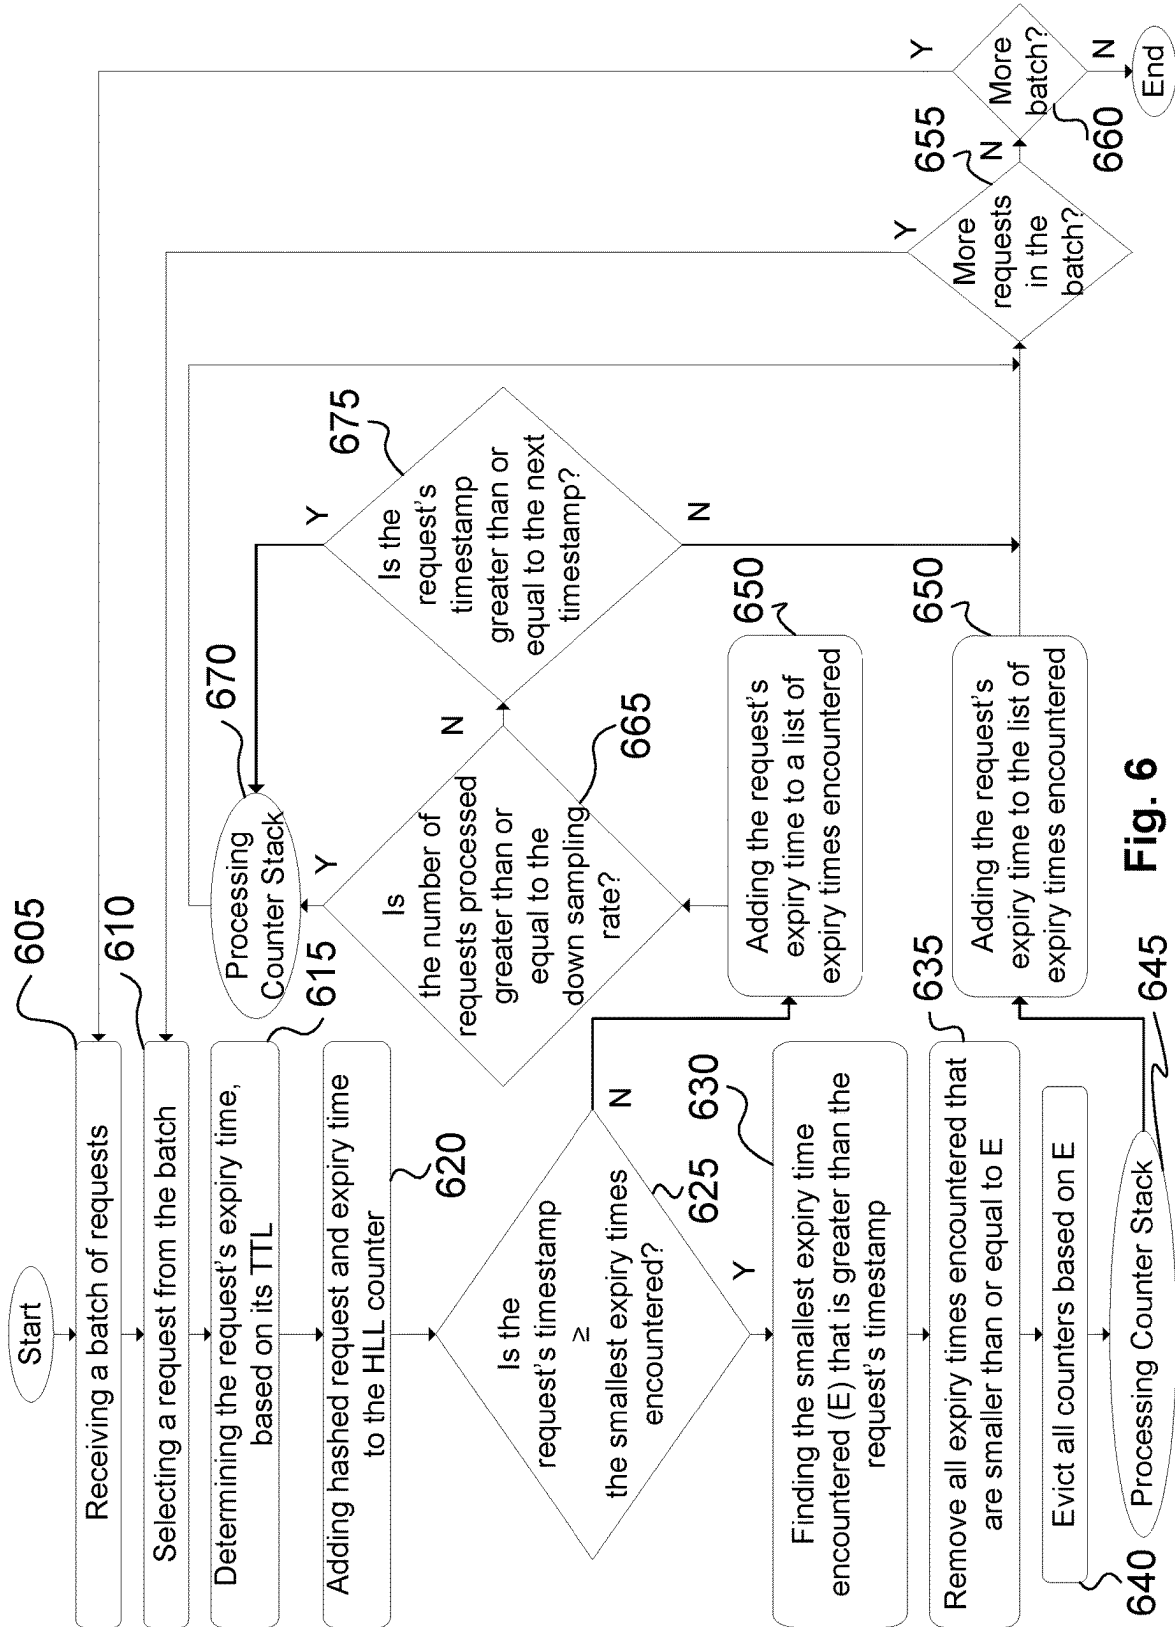 Start
605
Receiving a batch of requests
610
Selecting a request from the batch
615
Determining the request's expiry time,
based on its TTL
Adding hashed request and expiry time
to the HLL counter
620
Is the
request's timestamp
≥
the smallest expiry times
encountered?
625
N
Y
630
Finding the smallest expiry time
encountered (E) that is greater than the
request's timestamp
635
Remove all expiry times encountered that
are smaller than or equal to E
Evict all counters based on E
640
Processing Counter Stack
645
670
Processing
Counter Stack
Y
N
Is
the number of
requests processed
greater than or
equal to the
down sampling
rate?
665
Adding the request's
expiry time to a list of
expiry times encountered
650
Adding the request's
expiry time to the list of
expiry times encountered
650
675
Y
Is the
request's
timestamp
greater than or
equal to the next
timestamp?
N
Y
More
requests
in the
batch?
655
N
Y
More
batch?
660
N
End
Fig. 6